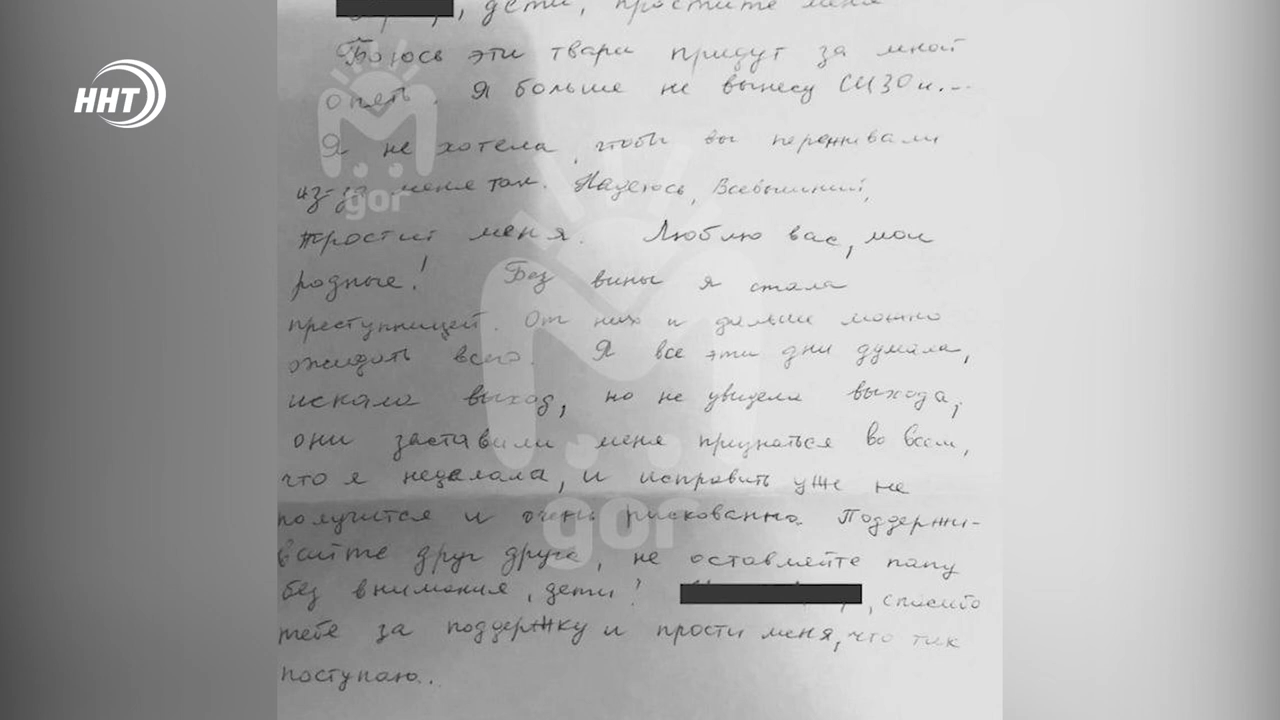 ННТ
, дети, простите меня
Боюсь эти твари придут за мной
опять. Я больше не вынесу СИЗО и...
Я не хотела, чтобы вы переживали
из-за меня так. Надеюсь, Всевышний,
простит меня. Люблю вас, мои
родные! Без вины я стала
преступницей. От них и дальше можно
ожидать всего. Я все эти дни думала,
искала выход, но не увидела выхода,
они заставили меня признаться во всем,
что я неделала, и исправить уже не
получится и очень рискованно. Поддержи-
вайте друг друга, не оставляйте папу
без внимания, дети! , спасибо
тебе за поддержку и прости меня, что так
поступаю.
gor
gor